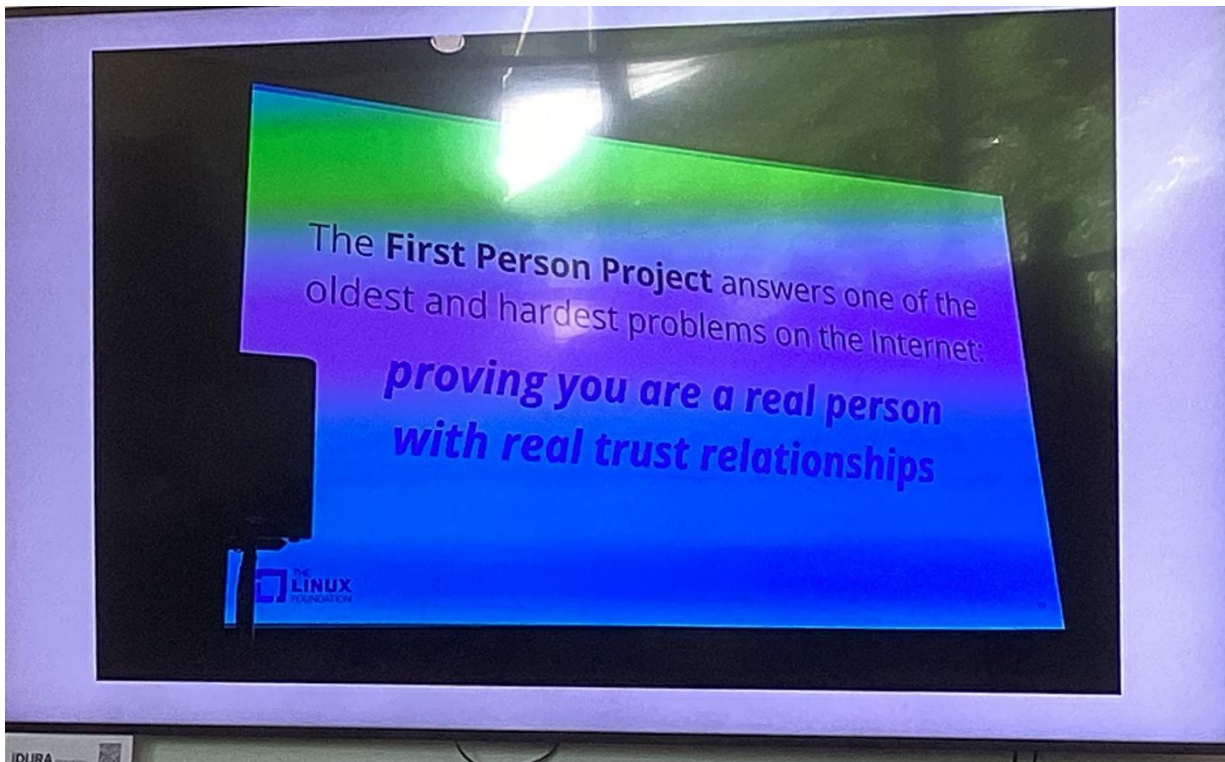 The First Person Project answers one of the
oldest and hardest problems on the Internet:
proving you are a real person
with real trust relationships
THE
LINUX
FOUNDATION
IDURA